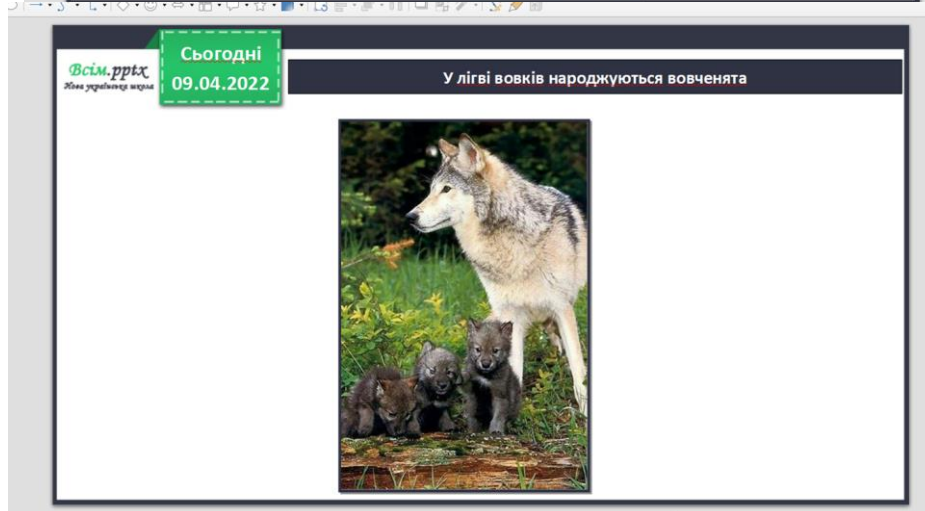 Сьогодні
09.04.2022
Всім.pptx
Нова українська школа
У лігві вовків народжуються вовченята